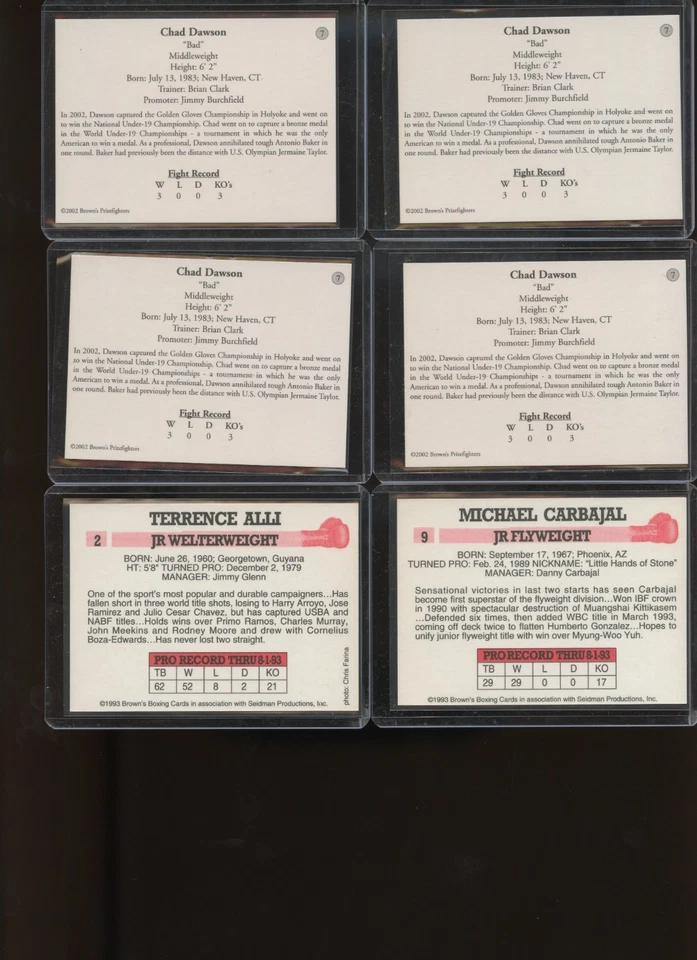 Chad Dawson
7
"Bad"
Middleweight
Height: 6' 2"
Born: July 13, 1983; New Haven, CT
Trainer: Brian Clark
Promoter: Jimmy Burchfield
In 2002, Dawson captured the Golden Gloves Championship in Holyoke and went on
to win the National Under-19 Championship. Chad went on to capture a bronze medal
in the World Under-19 Championships - a tournament in which he was the only
American to win a medal. As a professional, Dawson annihilated tough Antonio Baker in
one round. Baker had previously been the distance with U.S. Olympian Jermaine Taylor.
Fight Record
W L D KO's
3 0 0 3
©2002 Brown's Prizefighters
Chad Dawson
7
"Bad"
Middleweight
Height: 6' 2"
Born: July 13, 1983; New Haven, CT
Trainer: Brian Clark
Promoter: Jimmy Burchfield
In 2002, Dawson captured the Golden Gloves Championship in Holyoke and went on
to win the National Under-19 Championship. Chad went on to capture a bronze medal
in the World Under-19 Championships - a tournament in which he was the only
American to win a medal. As a professional, Dawson annihilated tough Antonio Baker in
one round. Baker had previously been the distance with U.S. Olympian Jermaine Taylor.
Fight Record
W L D KO's
3 0 0 3
©2002 Brown's Prizefighters
Chad Dawson
7
"Bad"
Middleweight
Height: 6' 2"
Born: July 13, 1983; New Haven, CT
Trainer: Brian Clark
Promoter: Jimmy Burchfield
In 2002, Dawson captured the Golden Gloves Championship in Holyoke and went on
to win the National Under-19 Championship. Chad went on to capture a bronze medal
in the World Under-19 Championships - a tournament in which he was the only
American to win a medal. As a professional, Dawson annihilated tough Antonio Baker in
one round. Baker had previously been the distance with U.S. Olympian Jermaine Taylor.
Fight Record
W L D KO's
3 0 0 3
©2002 Brown's Prizefighters
Chad Dawson
7
"Bad"
Middleweight
Height: 6' 2"
Born: July 13, 1983; New Haven, CT
Trainer: Brian Clark
Promoter: Jimmy Burchfield
In 2002, Dawson captured the Golden Gloves Championship in Holyoke and went on
to win the National Under-19 Championship. Chad went on to capture a bronze medal
in the World Under-19 Championships - a tournament in which he was the only
American to win a medal. As a professional, Dawson annihilated tough Antonio Baker in
one round. Baker had previously been the distance with U.S. Olympian Jermaine Taylor.
Fight Record
W L D KO's
3 0 0 3
©2002 Brown's Prizefighters
TERRENCE ALLI
2 JR WELTERWEIGHT
BORN: June 26, 1960; Georgetown, Guyana
HT: 5'8" TURNED PRO: December 2, 1979
MANAGER: Jimmy Glenn
One of the sport's most popular and durable campaigners...Has
fallen short in three world title shots, losing to Harry Arroyo, Jose
Ramirez and Julio Cesar Chavez, but has captured USBA and
NABF titles...Holds wins over Primo Ramos, Charles Murray,
John Meekins and Rodney Moore and drew with Cornelius
Boza-Edwards...Has never lost two straight.
PRO RECORD THRU 8-1-93
TB W L D KO
62 52 8 2 21
photo: Chris Farina
©1993 Brown's Boxing Cards in association with Seidman Productions, Inc.
MICHAEL CARBAJAL
9 JR FLYWEIGHT
BORN: September 17, 1967; Phoenix, AZ
TURNED PRO: Feb. 24, 1989 NICKNAME: "Little Hands of Stone"
MANAGER: Danny Carbajal
Sensational victories in last two starts has seen Carbajal
become first superstar of the flyweight division...Won IBF crown
in 1990 with spectacular destruction of Muangshai Kittikasem
...Defended six times, then added WBC title in March 1993,
coming off deck twice to flatten Humberto Gonzalez...Hopes to
unify junior flyweight title with win over Myung-Woo Yuh.
PRO RECORD THRU 8-1-93
TB W L D KO
29 29 0 0 17
©1993 Brown's Boxing Cards in association with Seidman Productions, Inc.